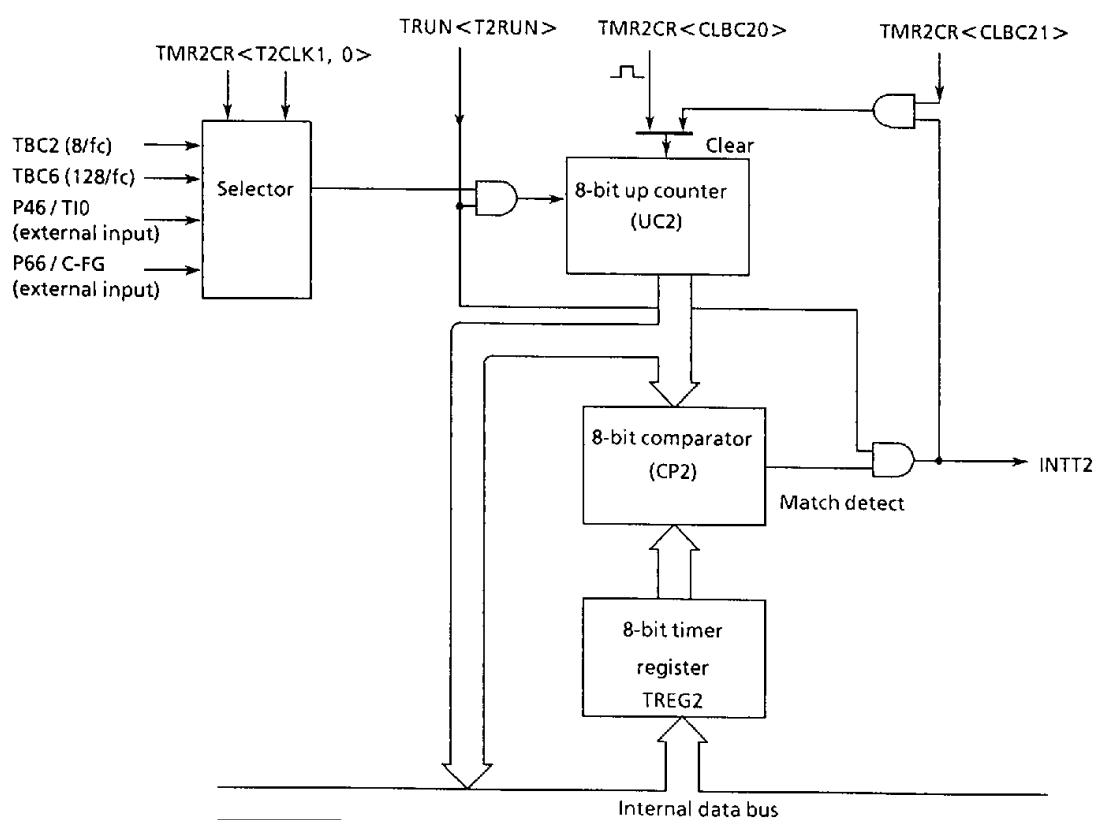 TRUN<T2RUN>
TMR2CR<CLBC20>
TMR2CR<CLBC21>
TMR2CR<T2CLK1, 0>
TBC2 (8/fc)
TBC6 (128/fc)
P46 / TI0
(external input)
P66 / C-FG
(external input)
Selector
Clear
8-bit up counter
(UC2)
8-bit comparator
(CP2)
INTT2
Match detect
8-bit timer
register
TREG2
Internal data bus